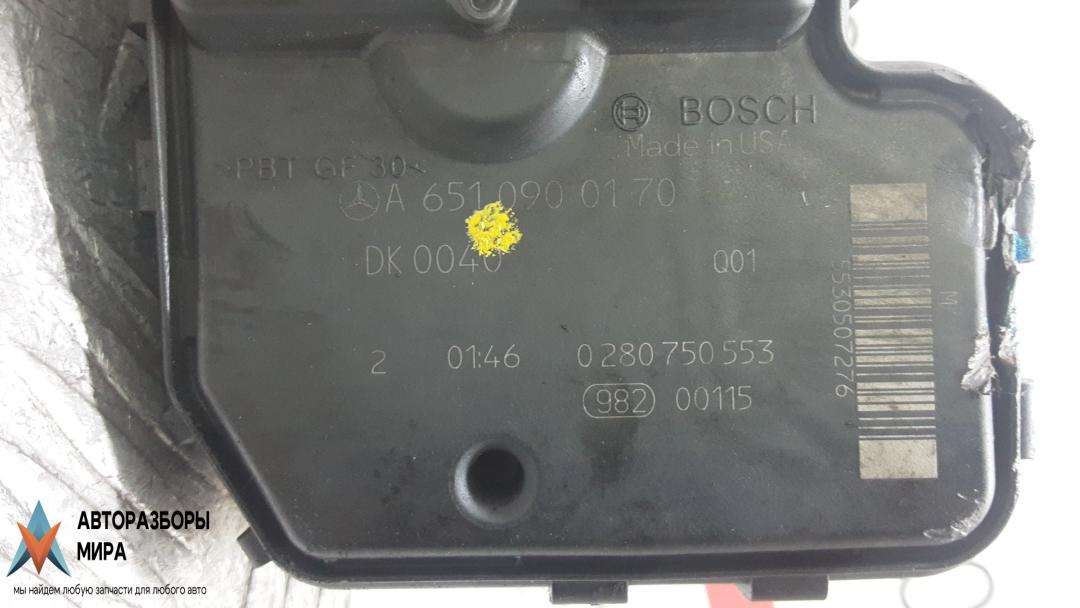 BOSCH
Made in USA
>PBT GF 30<
A 651 090 01 70
DK 0040
Q01
2 01:46 0 280 750 553
982 00115
55305072276
M
АВТОРАЗБОРЫ
МИРА
мы найдем любую запчасти для любого авто